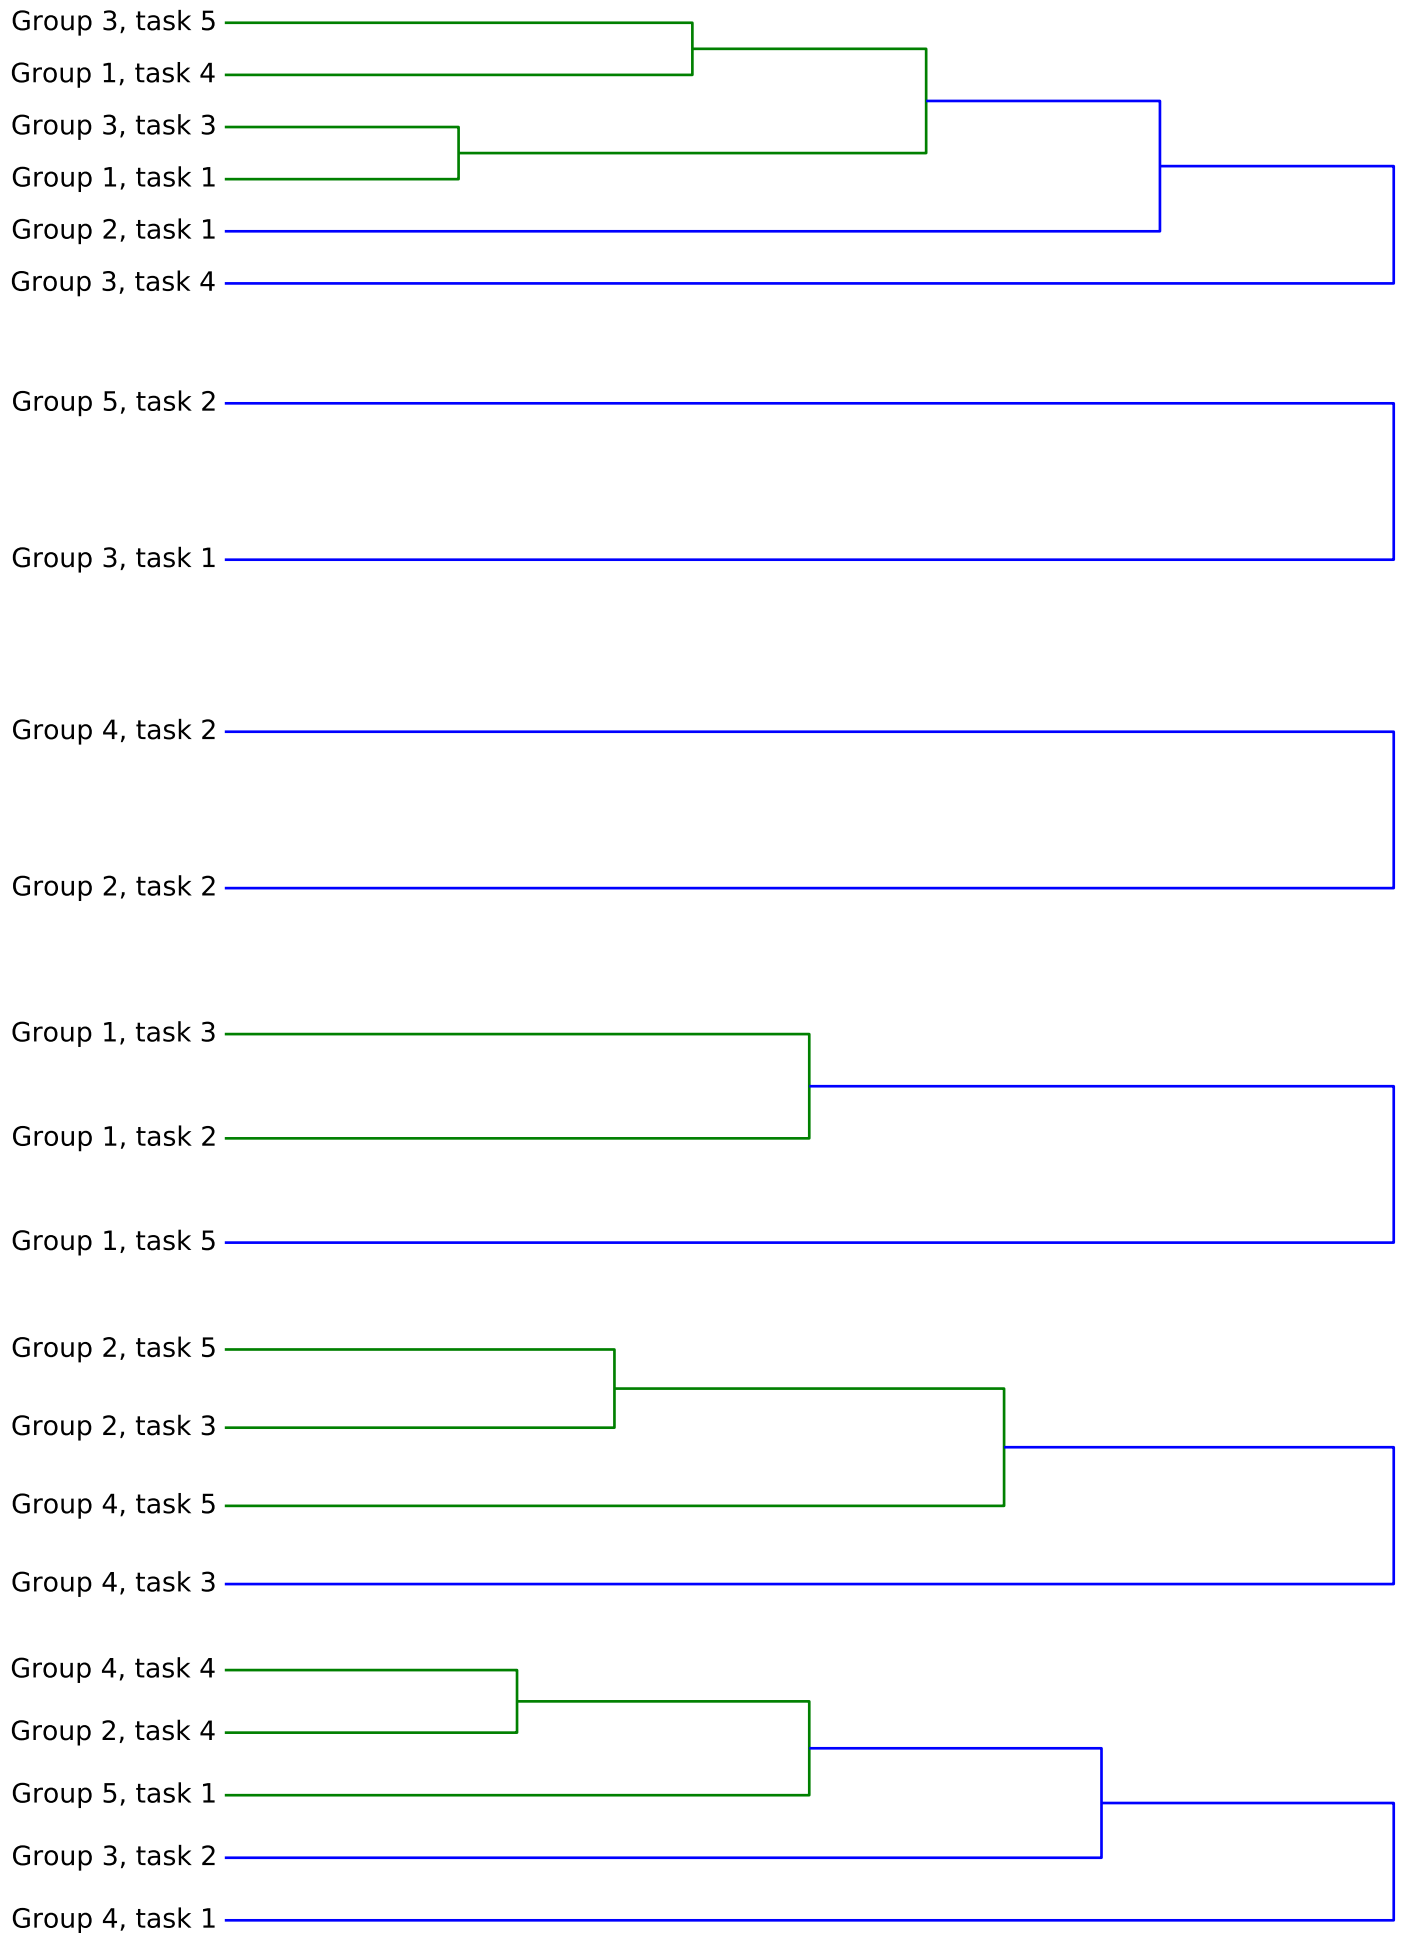 Group 3, task 5
Group 1, task 4
Group 3, task 3
Group 1, task 1
Group 2, task 1
Group 3, task 4
Group 5, task 2
Group 3, task 1
Group 4, task 2
Group 2, task 2
Group 1, task 3
Group 1, task 2
Group 1, task 5
Group 2, task 5
Group 2, task 3
Group 4, task 5
Group 4, task 3
Group 4, task 4
Group 2, task 4
Group 5, task 1
Group 3, task 2
Group 4, task 1